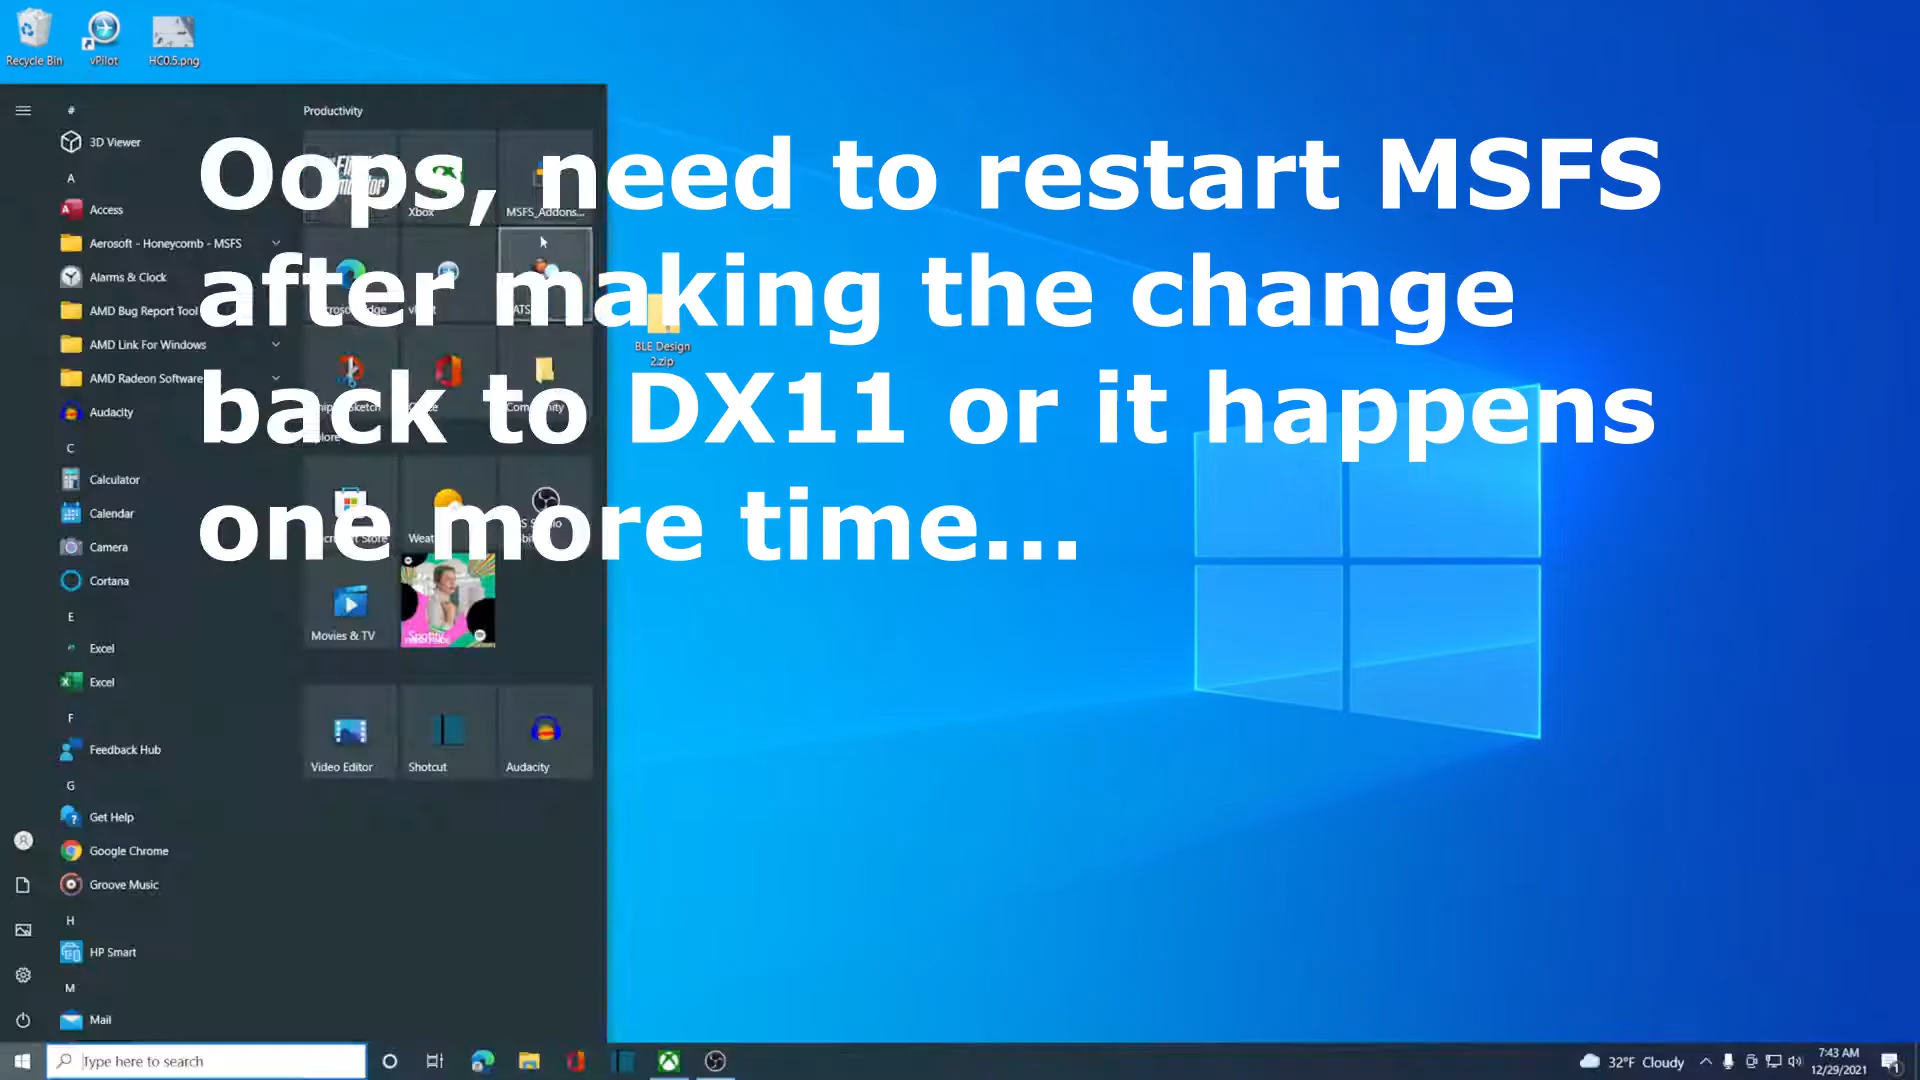 Recycle Bin
vPilot
HC0.5.png
#
Productivity
3D Viewer
A
Access
Xbox
MSFS_Addons...
Oops, need to restart MSFS
after making the change
back to DX11 or it happens
one more time...
Aerosoft - Honeycomb - MSFS
Alarms & Clock
AMD Bug Report Tool
AMD Link For Windows
AMD Radeon Software
Audacity
BLE Design
2.zip
C
Calculator
Calendar
Camera
Cortana
E
Excel
Excel
Movies & TV
Spotify
F
Feedback Hub
Video Editor
Shotcut
Audacity
G
Get Help
Google Chrome
Groove Music
H
HP Smart
M
Mail
Type here to search
32°F Cloudy
7:43 AM
12/29/2021
1